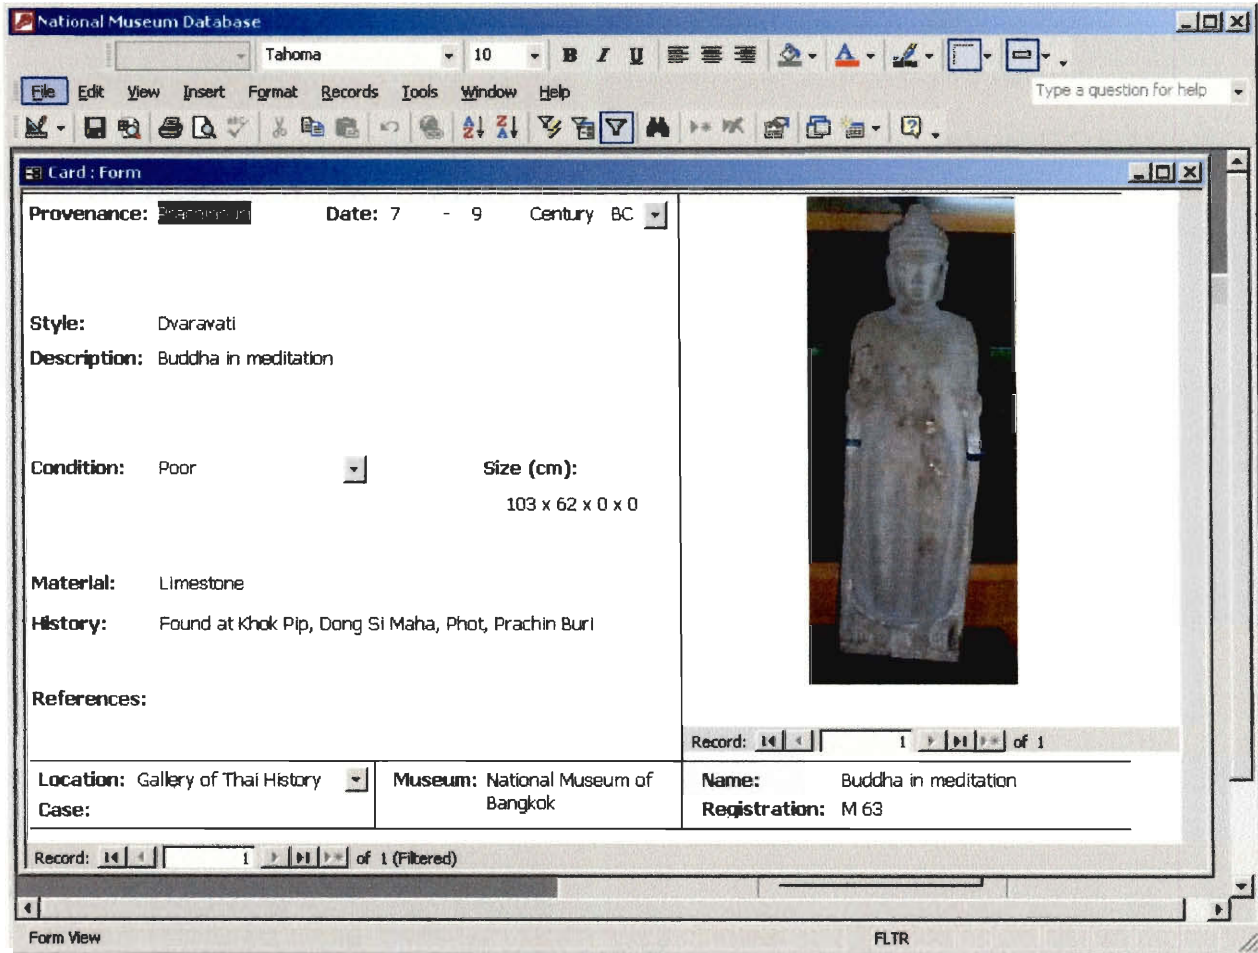 National Museum Database
Tahoma 10 B I U
File Edit View Insert Format Records Tools Window Help Type a question for help
Card : Form
Provenance: Date: 7 - 9 Century BC
Style: Dvaravati
Description: Buddha in meditation
Condition: Poor Size (cm):
103 x 62 x 0 x 0
Material: Limestone
History: Found at Khok Pip, Dong Si Maha, Phot, Prachin Buri
References:
Record: 1 of 1
Location: Gallery of Thai History Museum: National Museum of Bangkok Name: Buddha in meditation
Case: Registration: M 63
Record: 1 of 1 (Filtered)
Form View FLTR